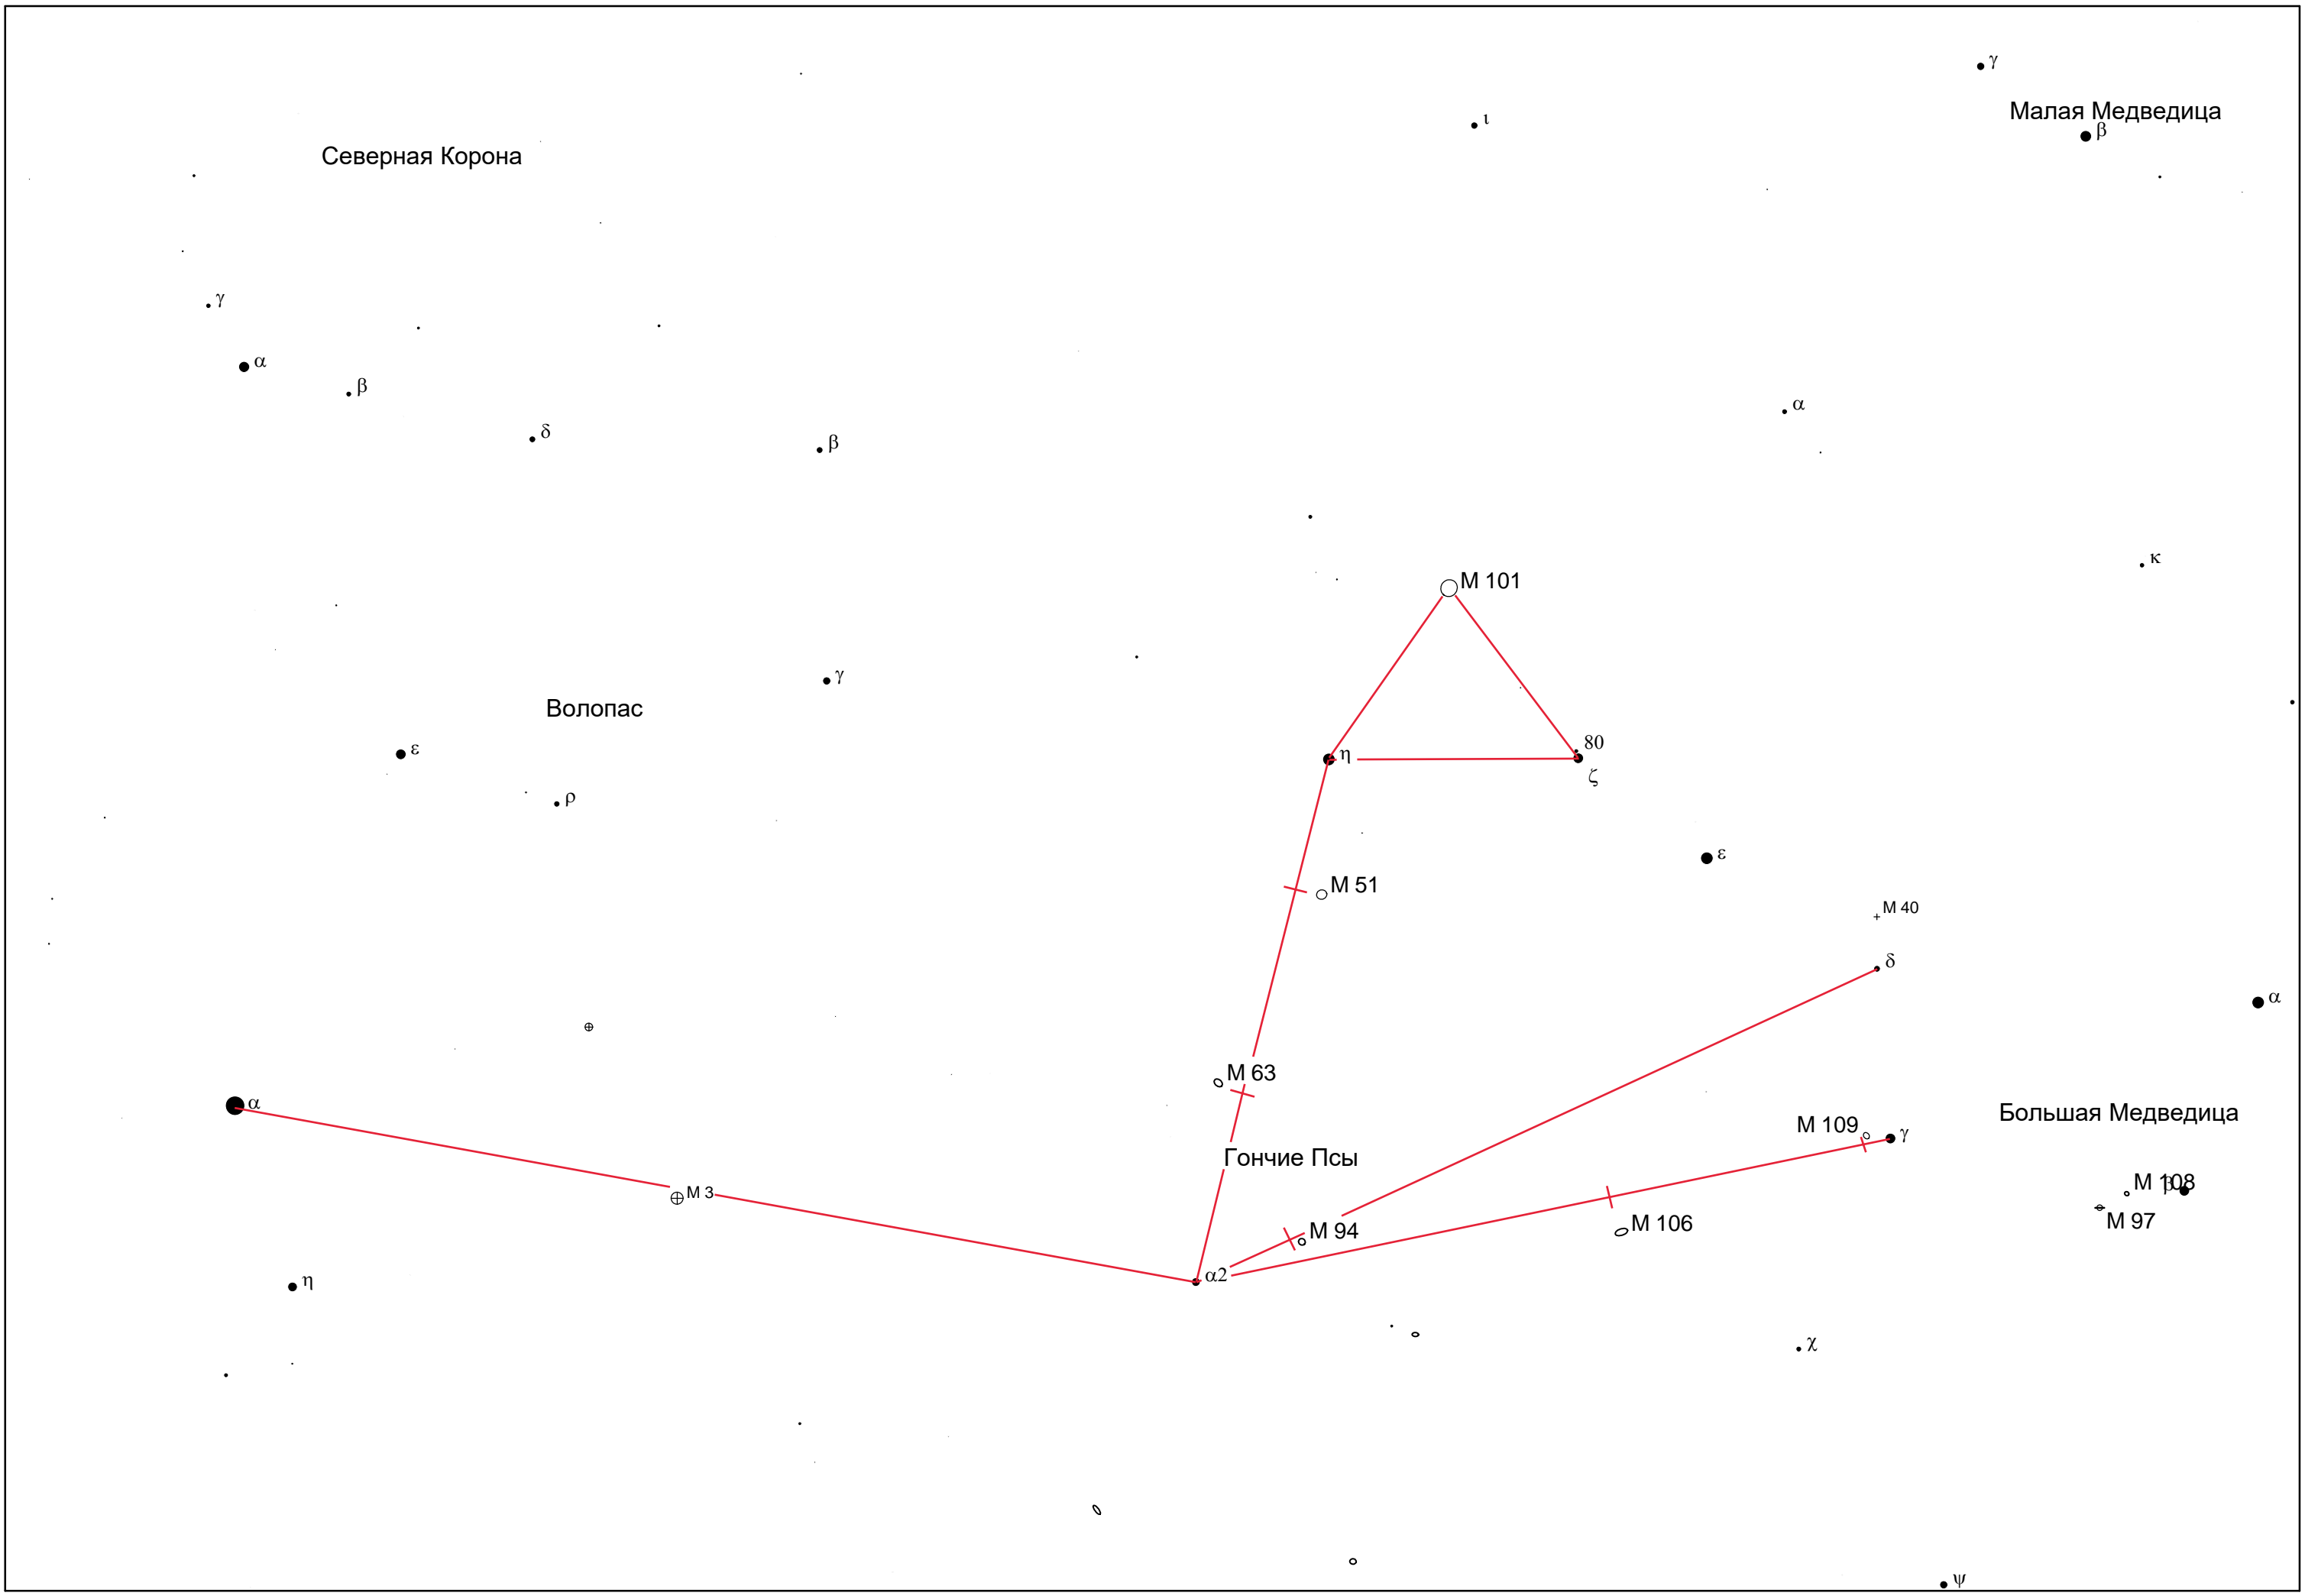 γ
Малая Медведица
ι
β
Северная Корона
γ
α
β
α
δ
β
κ
M 101
γ
Волопас
80
ε
η
ζ
ρ
ε
M 51
M 40
δ
α
M 63
α
Большая Медведица
M 109
γ
Гончие Псы
M 3
M 108
β
M 97
M 94
M 106
α2
η
χ
ψ